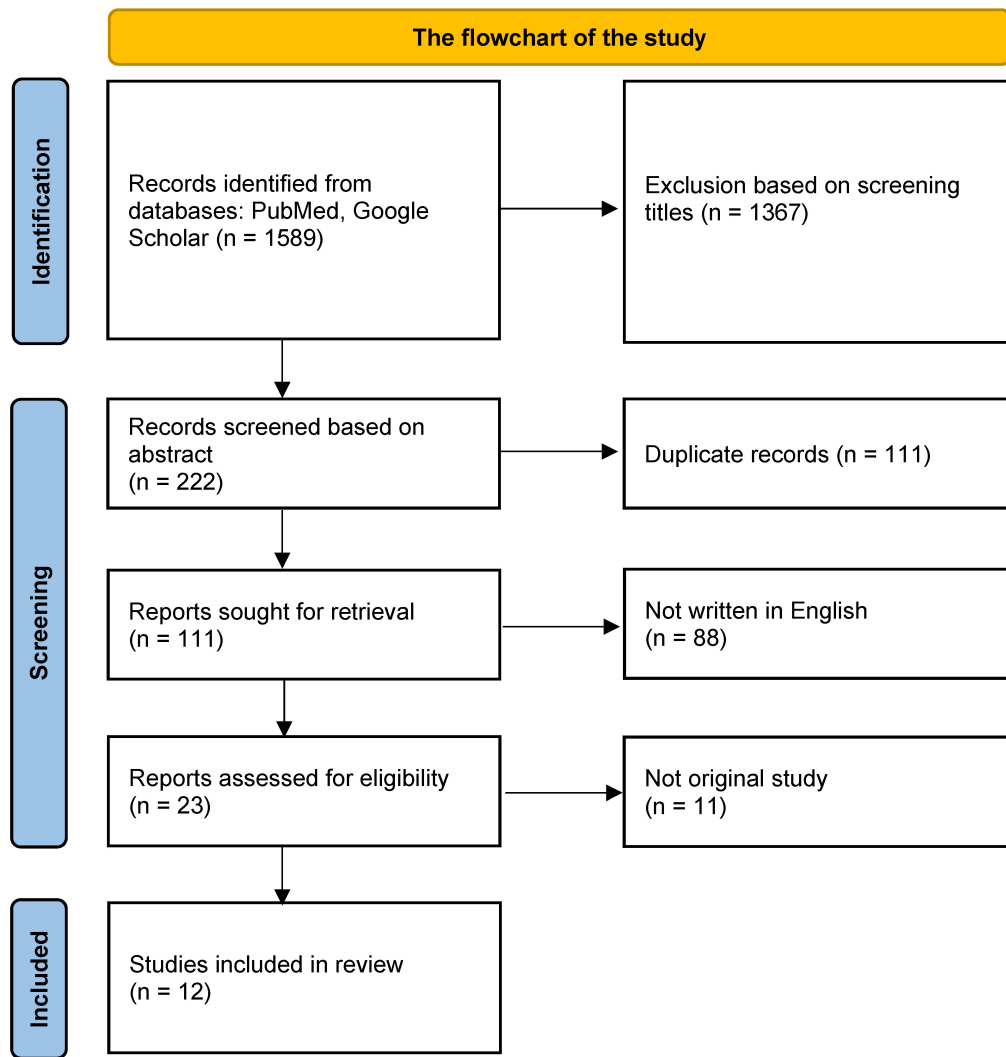 The flowchart of the study
Identification
Records identified from
databases: PubMed, Google
Scholar (n = 1589)
Exclusion based on screening
titles (n = 1367)
Screening
Records screened based on
abstract
(n = 222)
Duplicate records (n = 111)
Reports sought for retrieval
(n = 111)
Not written in English
(n = 88)
Reports assessed for eligibility
(n = 23)
Not original study
(n = 11)
Included
Studies included in review
(n = 12)